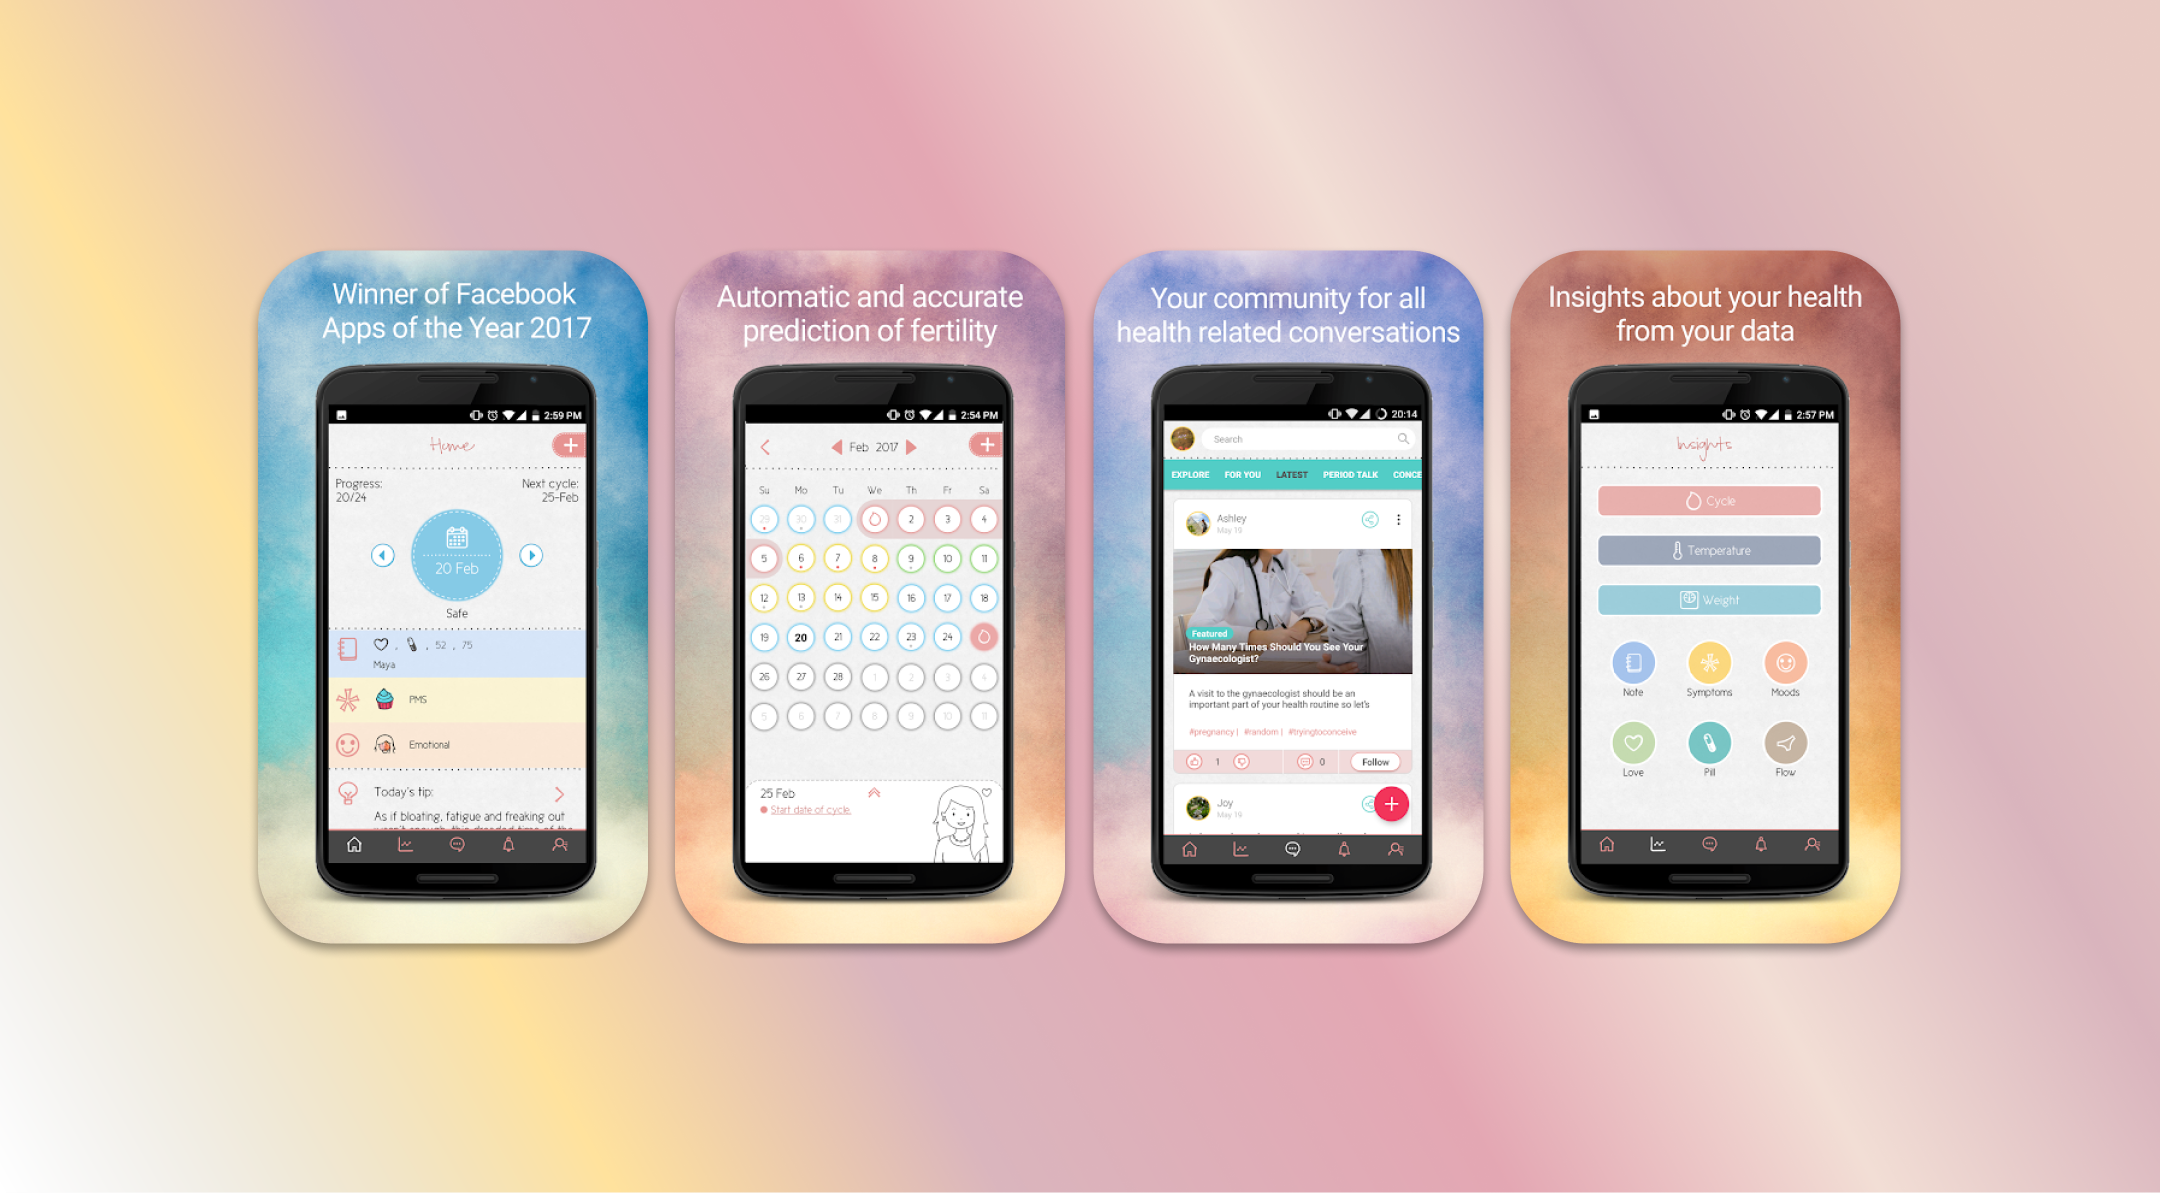 Winner of Facebook
Apps of the Year 2017
2:59 PM
Home
Progress:
20/24
Next cycle:
25-Feb
20 Feb
Safe
, , 52 , 75
Maya
PMS
Emotional
Today's tip:
As if bloating, fatigue and freaking out
Automatic and accurate
prediction of fertility
2:54 PM
Feb 2017
Su Mo Tu We Th Fr Sa
29 30 31 2 3 4
5 6 7 8 9 10 11
12 13 14 15 16 17 18
19 20 21 22 23 24
26 27 28 1 2 3 4
5 6 7 8 9 10 11
25 Feb
Start date of cycle.
Your community for all
health related conversations
20:14
Search
EXPLORE FOR YOU LATEST PERIOD TALK CONCE
Ashley
May 19
Featured
How Many Times Should You See Your
Gynaecologist?
A visit to the gynaecologist should be an
important part of your health routine so let's
#pregnancy | #random | #tryingtoconceive
1 0 Follow
Joy
May 19
Insights about your health
from your data
2:57 PM
Insights
Cycle
Temperature
Weight
Note Symptoms Moods
Love Pill Flow